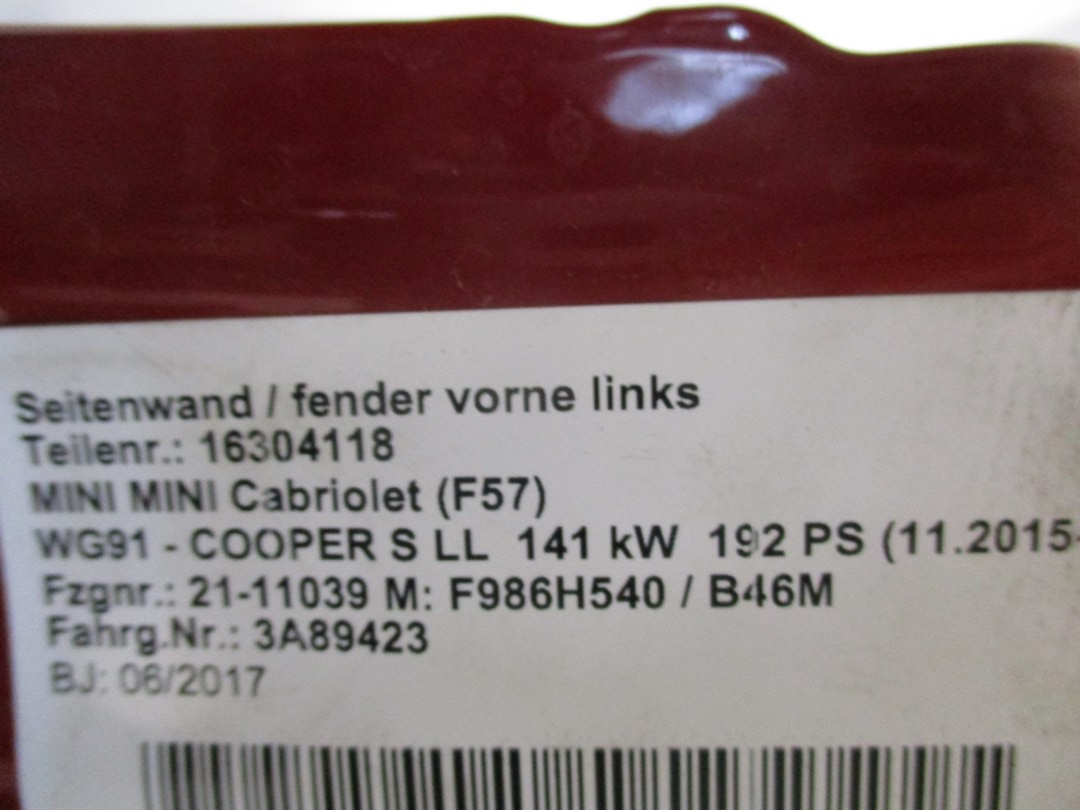 Seitenwand / fender vorne links
Teilenr.: 16304118
MINI MINI Cabriolet (F57)
WG91 - COOPER S LL 141 kW 192 PS (11.2015-
Fzgnr.: 21-11039 M: F986H540 / B46M
Fahrg.Nr.: 3A89423
BJ: 06/2017